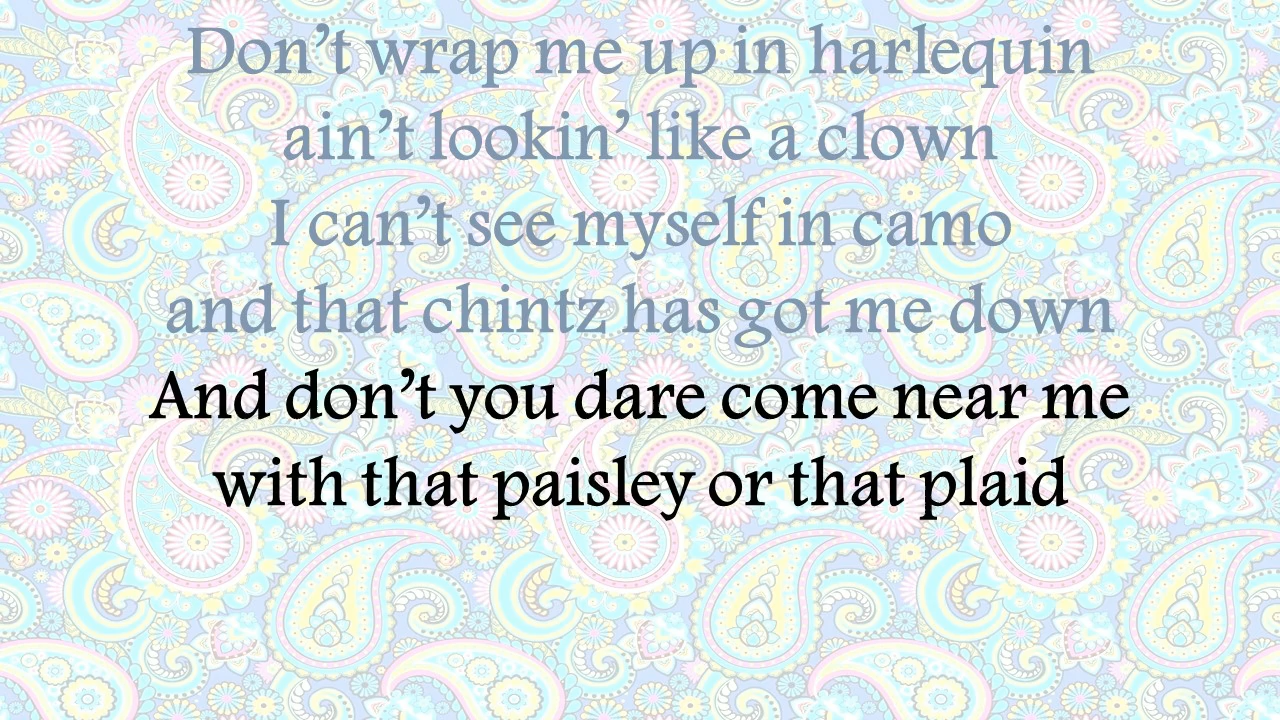 Don’t wrap me up in harlequin
ain’t lookin’ like a clown
I can’t see myself in camo
and that chintz has got me down
And don’t you dare come near me
with that paisley or that plaid